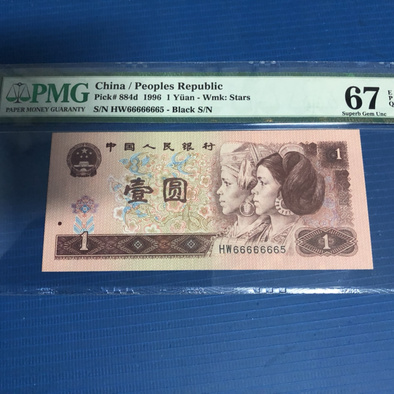 PMG
PAPER MONEY GUARANTY
China / Peoples Republic
Pick# 884d 1996 1 Yüan - Wmk: Stars
S/N HW66666665 - Black S/N
67 EPQ
Superb Gem Unc
中国人民银行
1
壹圆
HW66666665
1
1